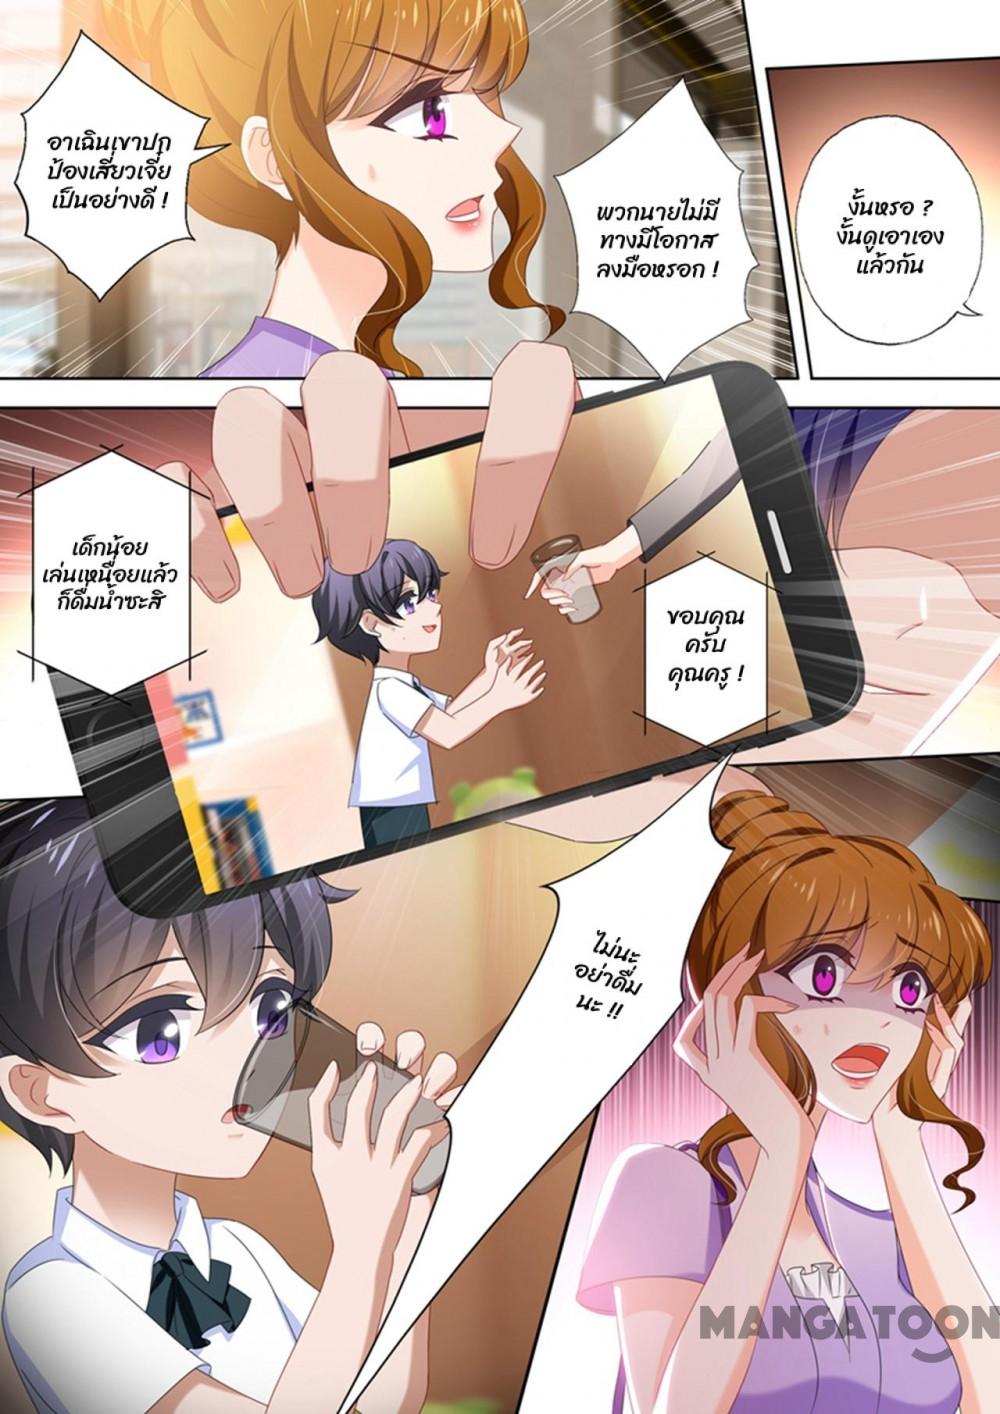 อาเฉินเขาปก
ป้องเสี่ยวเจี๋ย
เป็นอย่างดี !
พวกนายไม่มี
ทางมีโอกาส
ลงมือหรอก !
งั้นหรอ ?
งั้นดูเอาเอง
แล้วกัน
เด็กน้อย
เล่นเหนื่อยแล้ว
ก็ดื่มน้ำซะสิ
ขอบคุณ
ครับ
คุณครู !
ไม่นะ
อย่าดื่ม
นะ !!
MANGATOON